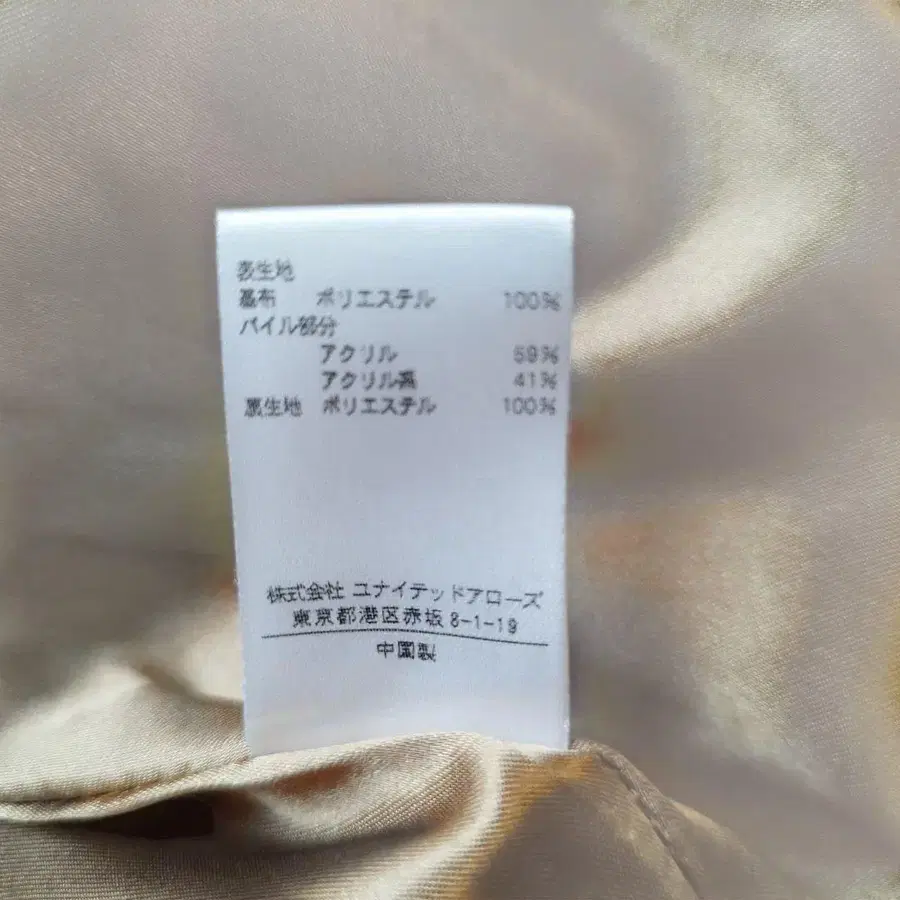 表生地
基布 ポリエステル 100%
パイル部分
アクリル 59%
アクリル系 41%
裏生地 ポリエステル 100%
株式会社 ユナイテッドアローズ
東京都港区赤坂 8-1-19
中国製